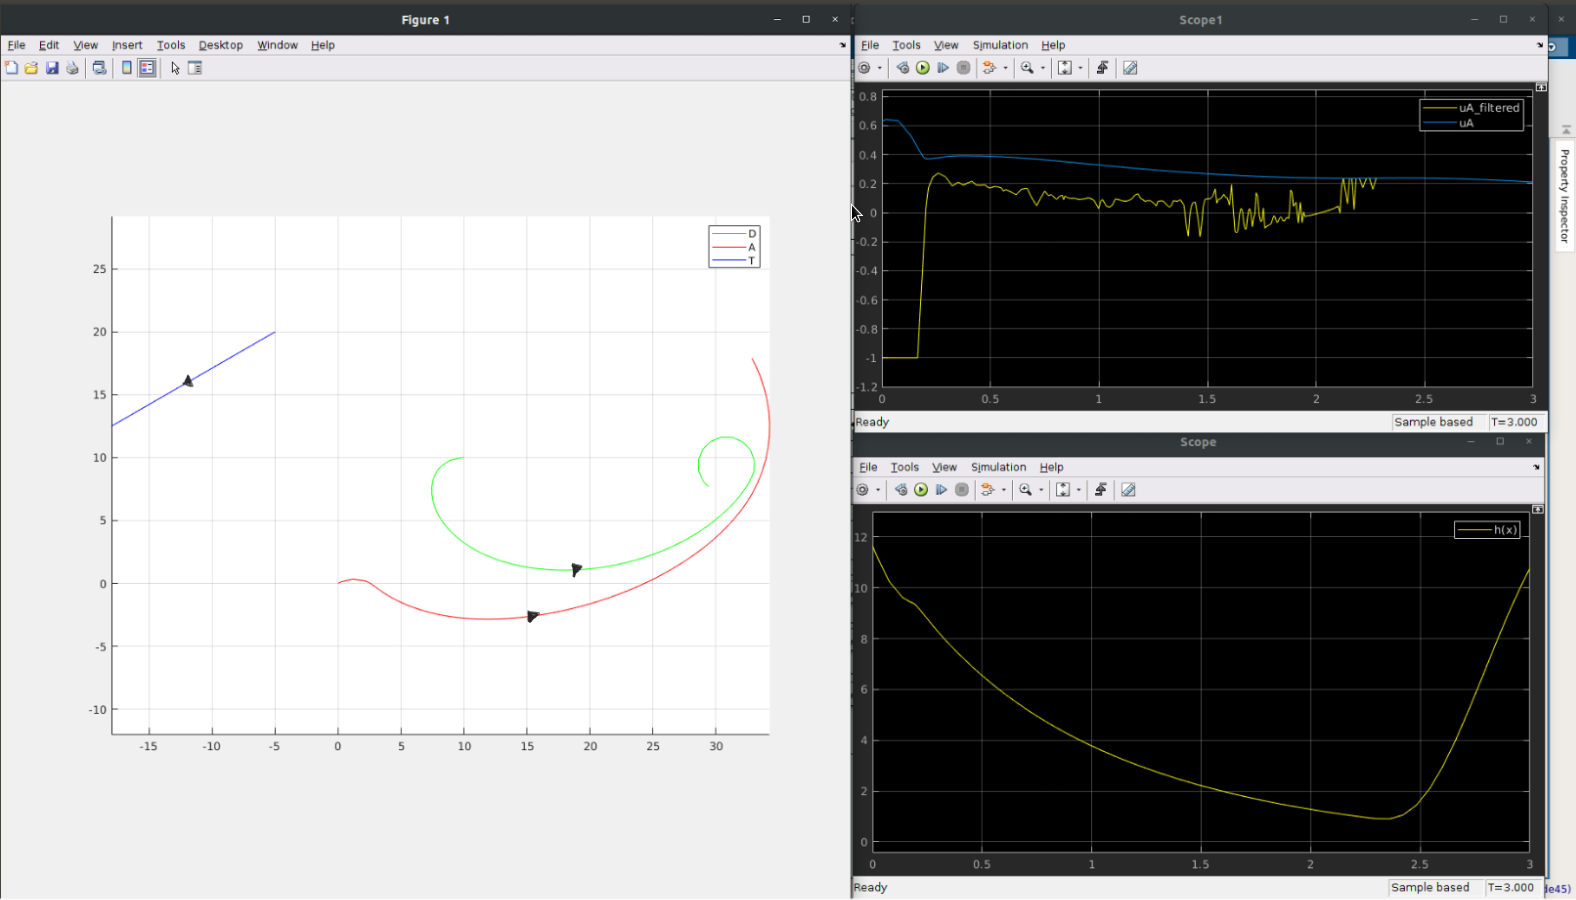 Figure 1
File Edit View Insert Tools Desktop Window Help
D
A
T
25
20
15
10
5
0
-5
-10
-15 -10 -5 0 5 10 15 20 25 30
Scope1
File Tools View Simulation Help
uA_filtered
uA
0.8
0.6
0.4
0.2
0
-0.2
-0.4
-0.6
-0.8
-1
-1.2
0 0.5 1 1.5 2 2.5 3
Ready Sample based T=3.000
Scope
File Tools View Simulation Help
h(x)
12
10
8
6
4
2
0
0 0.5 1 1.5 2 2.5 3
Ready Sample based T=3.000
Property Inspector
de45)